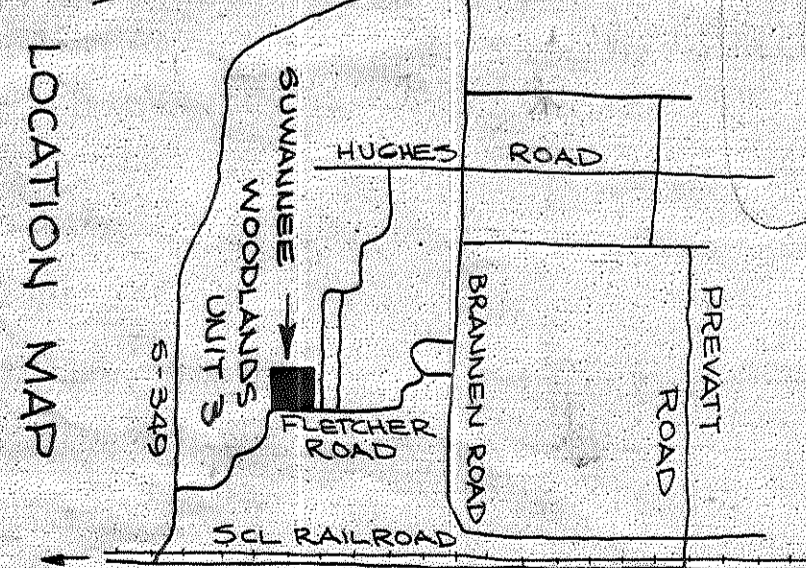 LOCATION MAP
SUWANNEE
WOODLANDS
UNIT 3
S-349
HUGHES ROAD
BRANNEN ROAD
PREVATT
ROAD
FLETCHER
ROAD
SCL RAILROAD